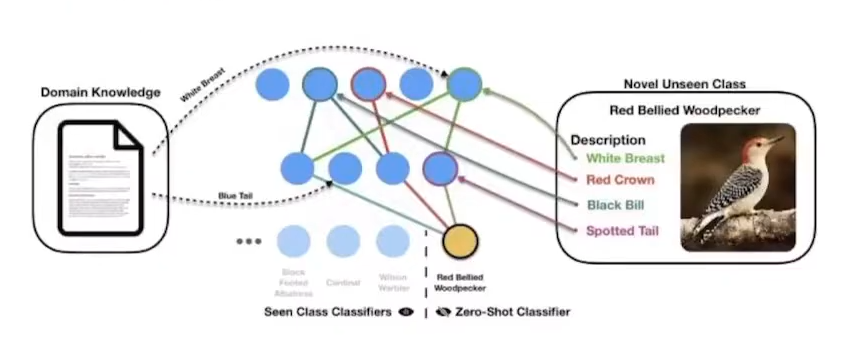 Domain Knowledge
White Breast
Blue Tail
Novel Unseen Class
Red Bellied Woodpecker
Description
White Breast
Red Crown
Black Bill
Spotted Tail
Black
Footed
Albatross
Cardinal
Wilson
Warbler
Red Bellied
Woodpecker
Seen Class Classifiers
Zero-Shot Classifier